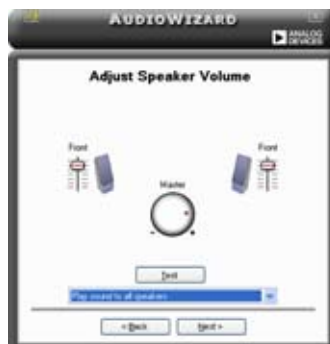 AUDIOWIZARD
ANALOG
DEVICES
Adjust Speaker Volume
Front
Front
Master
- +
Test
Play sound to all speakers
< Back
Next >